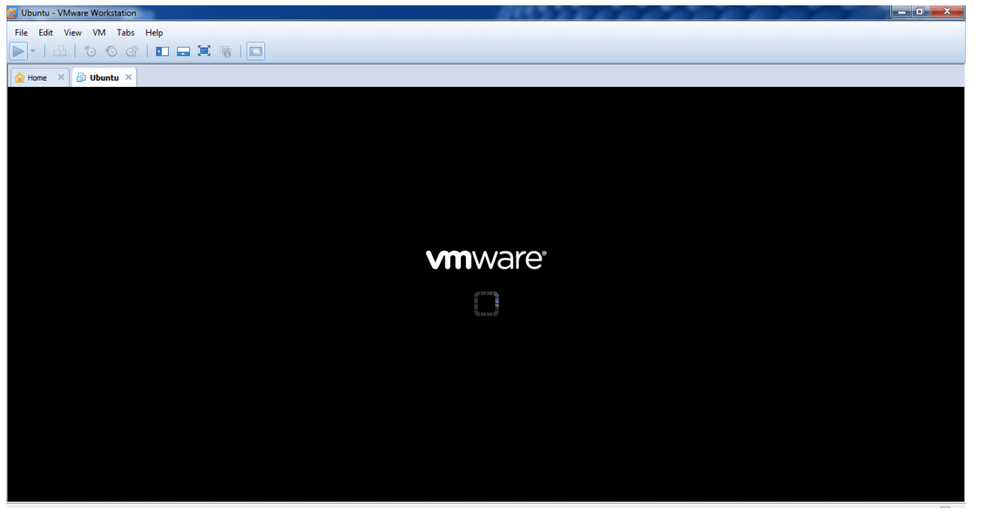 Ubuntu - VMware Workstation
File Edit View VM Tabs Help
Home Ubuntu
vmware®